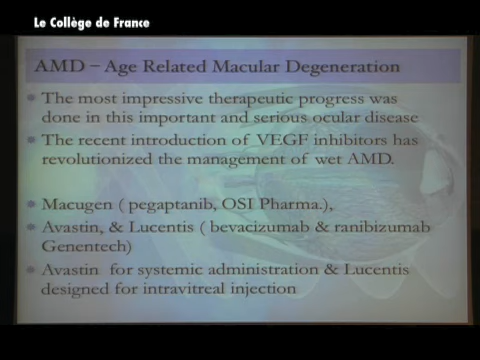 Le Collège de France
AMD – Age Related Macular Degeneration
The most impressive therapeutic progress was
done in this important and serious ocular disease
The recent introduction of VEGF inhibitors has
revolutionized the management of wet AMD.
Macugen ( pegaptanib, OSI Pharma.),
Avastin, & Lucentis ( bevacizumab & ranibizumab
Genentech)
Avastin for systemic administration & Lucentis
designed for intravitreal injection